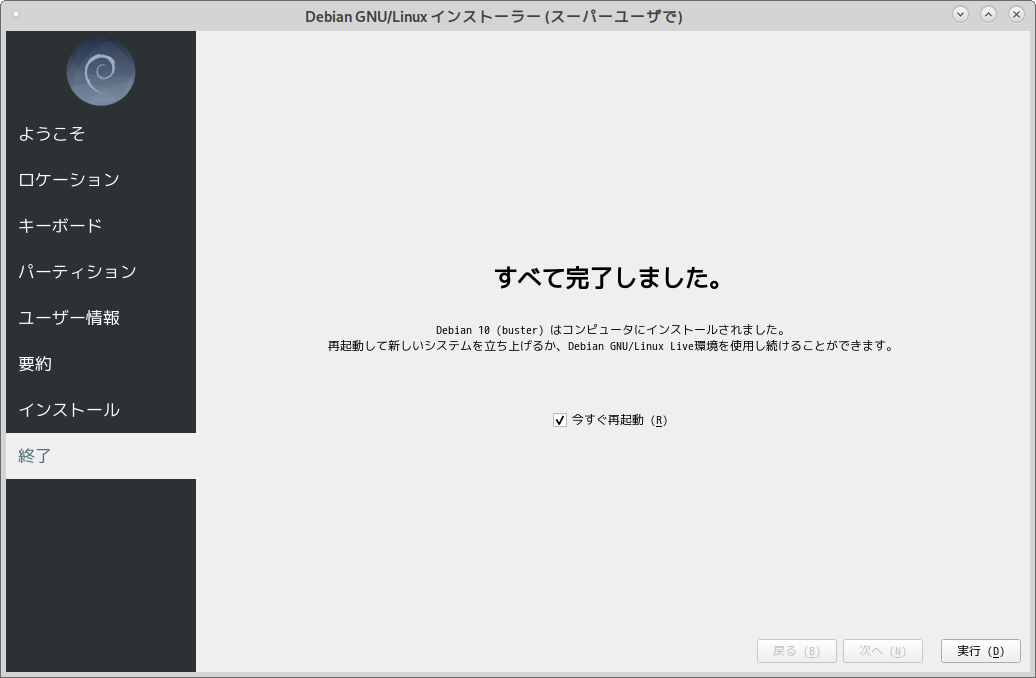 Debian GNU/Linux インストーラー (スーパーユーザで)
ようこそ
ロケーション
キーボード
パーティション
ユーザー情報
要約
インストール
終了
すべて完了しました。
Debian 10 (buster) はコンピュータにインストールされました。
再起動して新しいシステムを立ち上げるか、Debian GNU/Linux Live環境を使用し続けることができます。
今すぐ再起動 (R)
戻る (B)
次へ (N)
実行 (D)